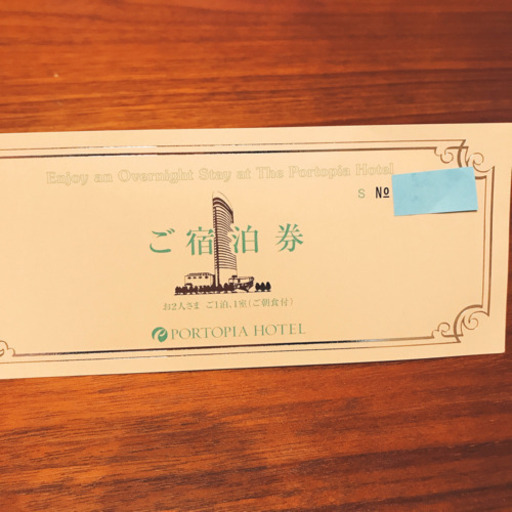 Enjoy an Overnight Stay at The Portopia Hotel
S №
ご宿泊券
お2人さま ご1泊、1室(ご朝食付)
PORTOPIA HOTEL